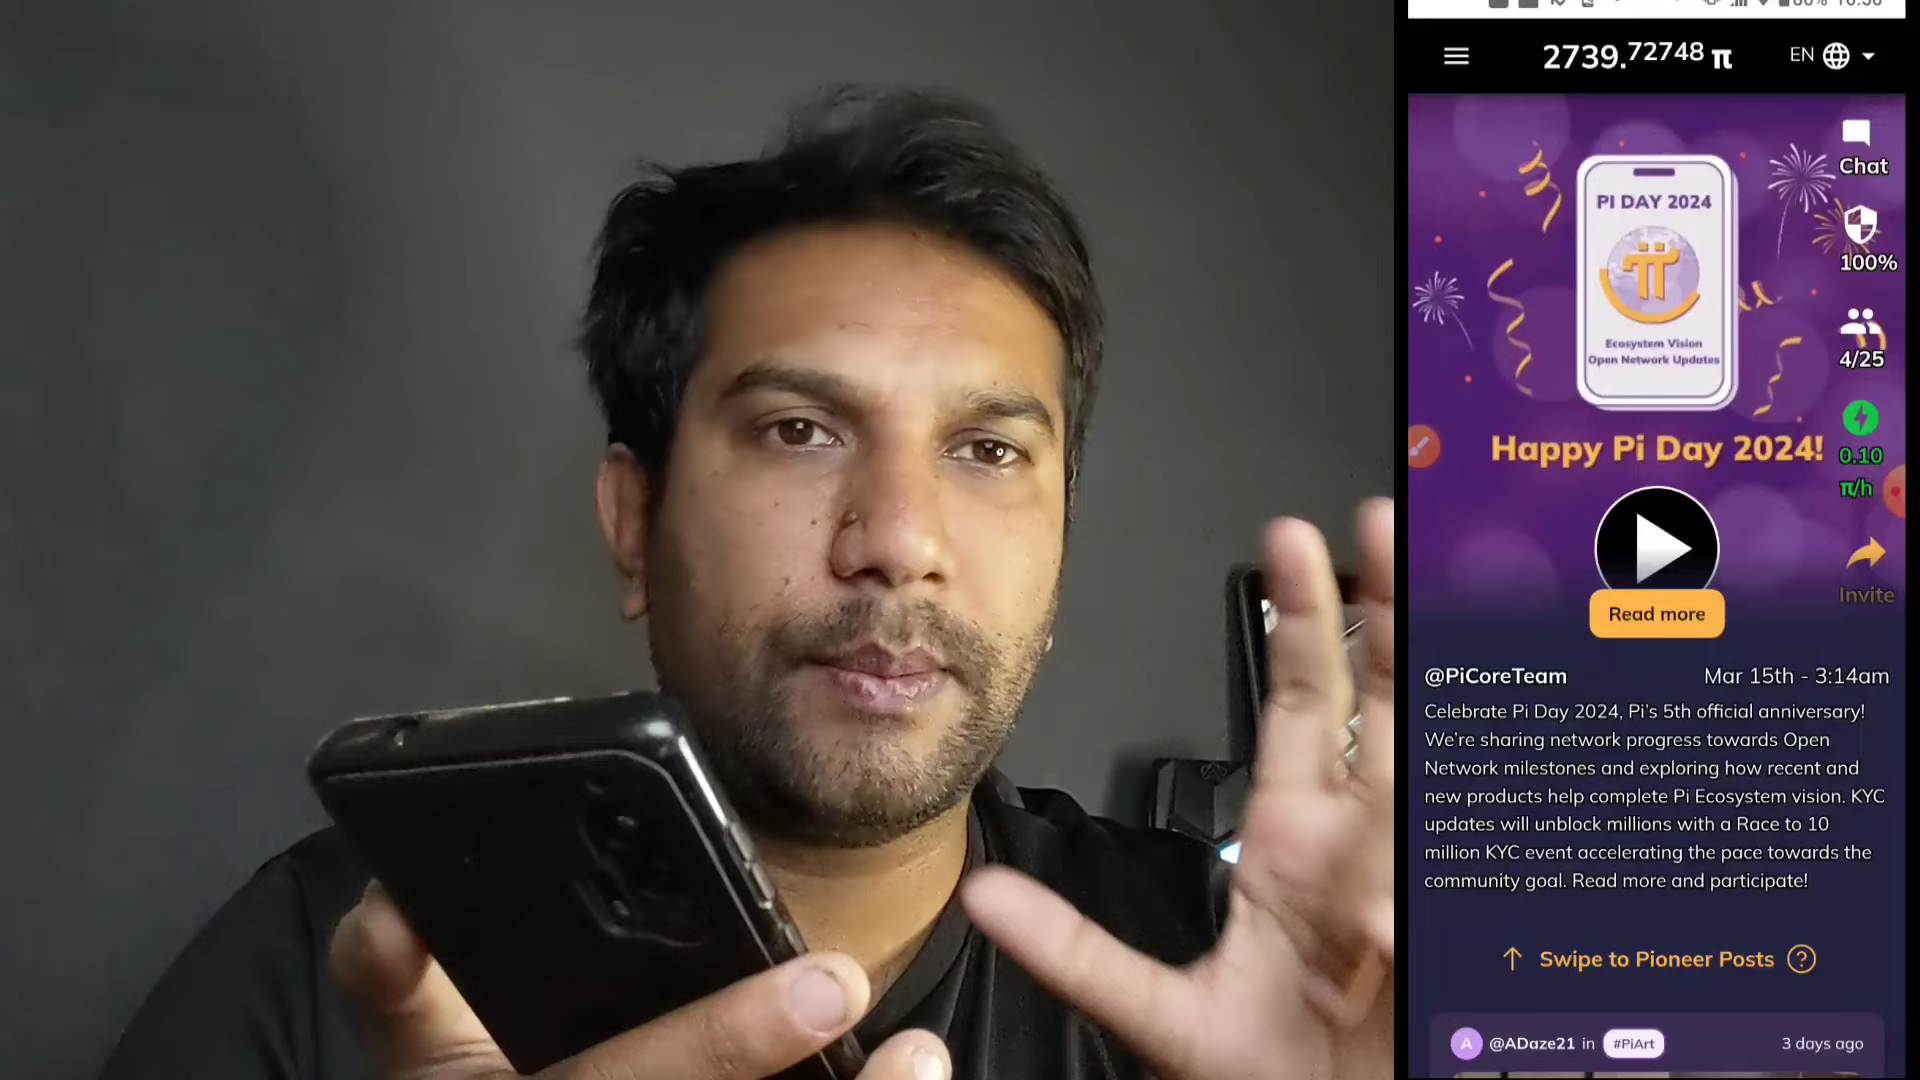 2739.72748 π
EN
Chat
PI DAY 2024
100%
Ecosystem Vision
Open Network Updates
4/25
Happy Pi Day 2024!
0.10
π/h
Invite
Read more
@PiCoreTeam
Mar 15th - 3:14am
Celebrate Pi Day 2024, Pi's 5th official anniversary!
We're sharing network progress towards Open
Network milestones and exploring how recent and
new products help complete Pi Ecosystem vision. KYC
updates will unblock millions with a Race to 10
million KYC event accelerating the pace towards the
community goal. Read more and participate!
↑ Swipe to Pioneer Posts ?
A @ADaze21 in #PiArt 3 days ago